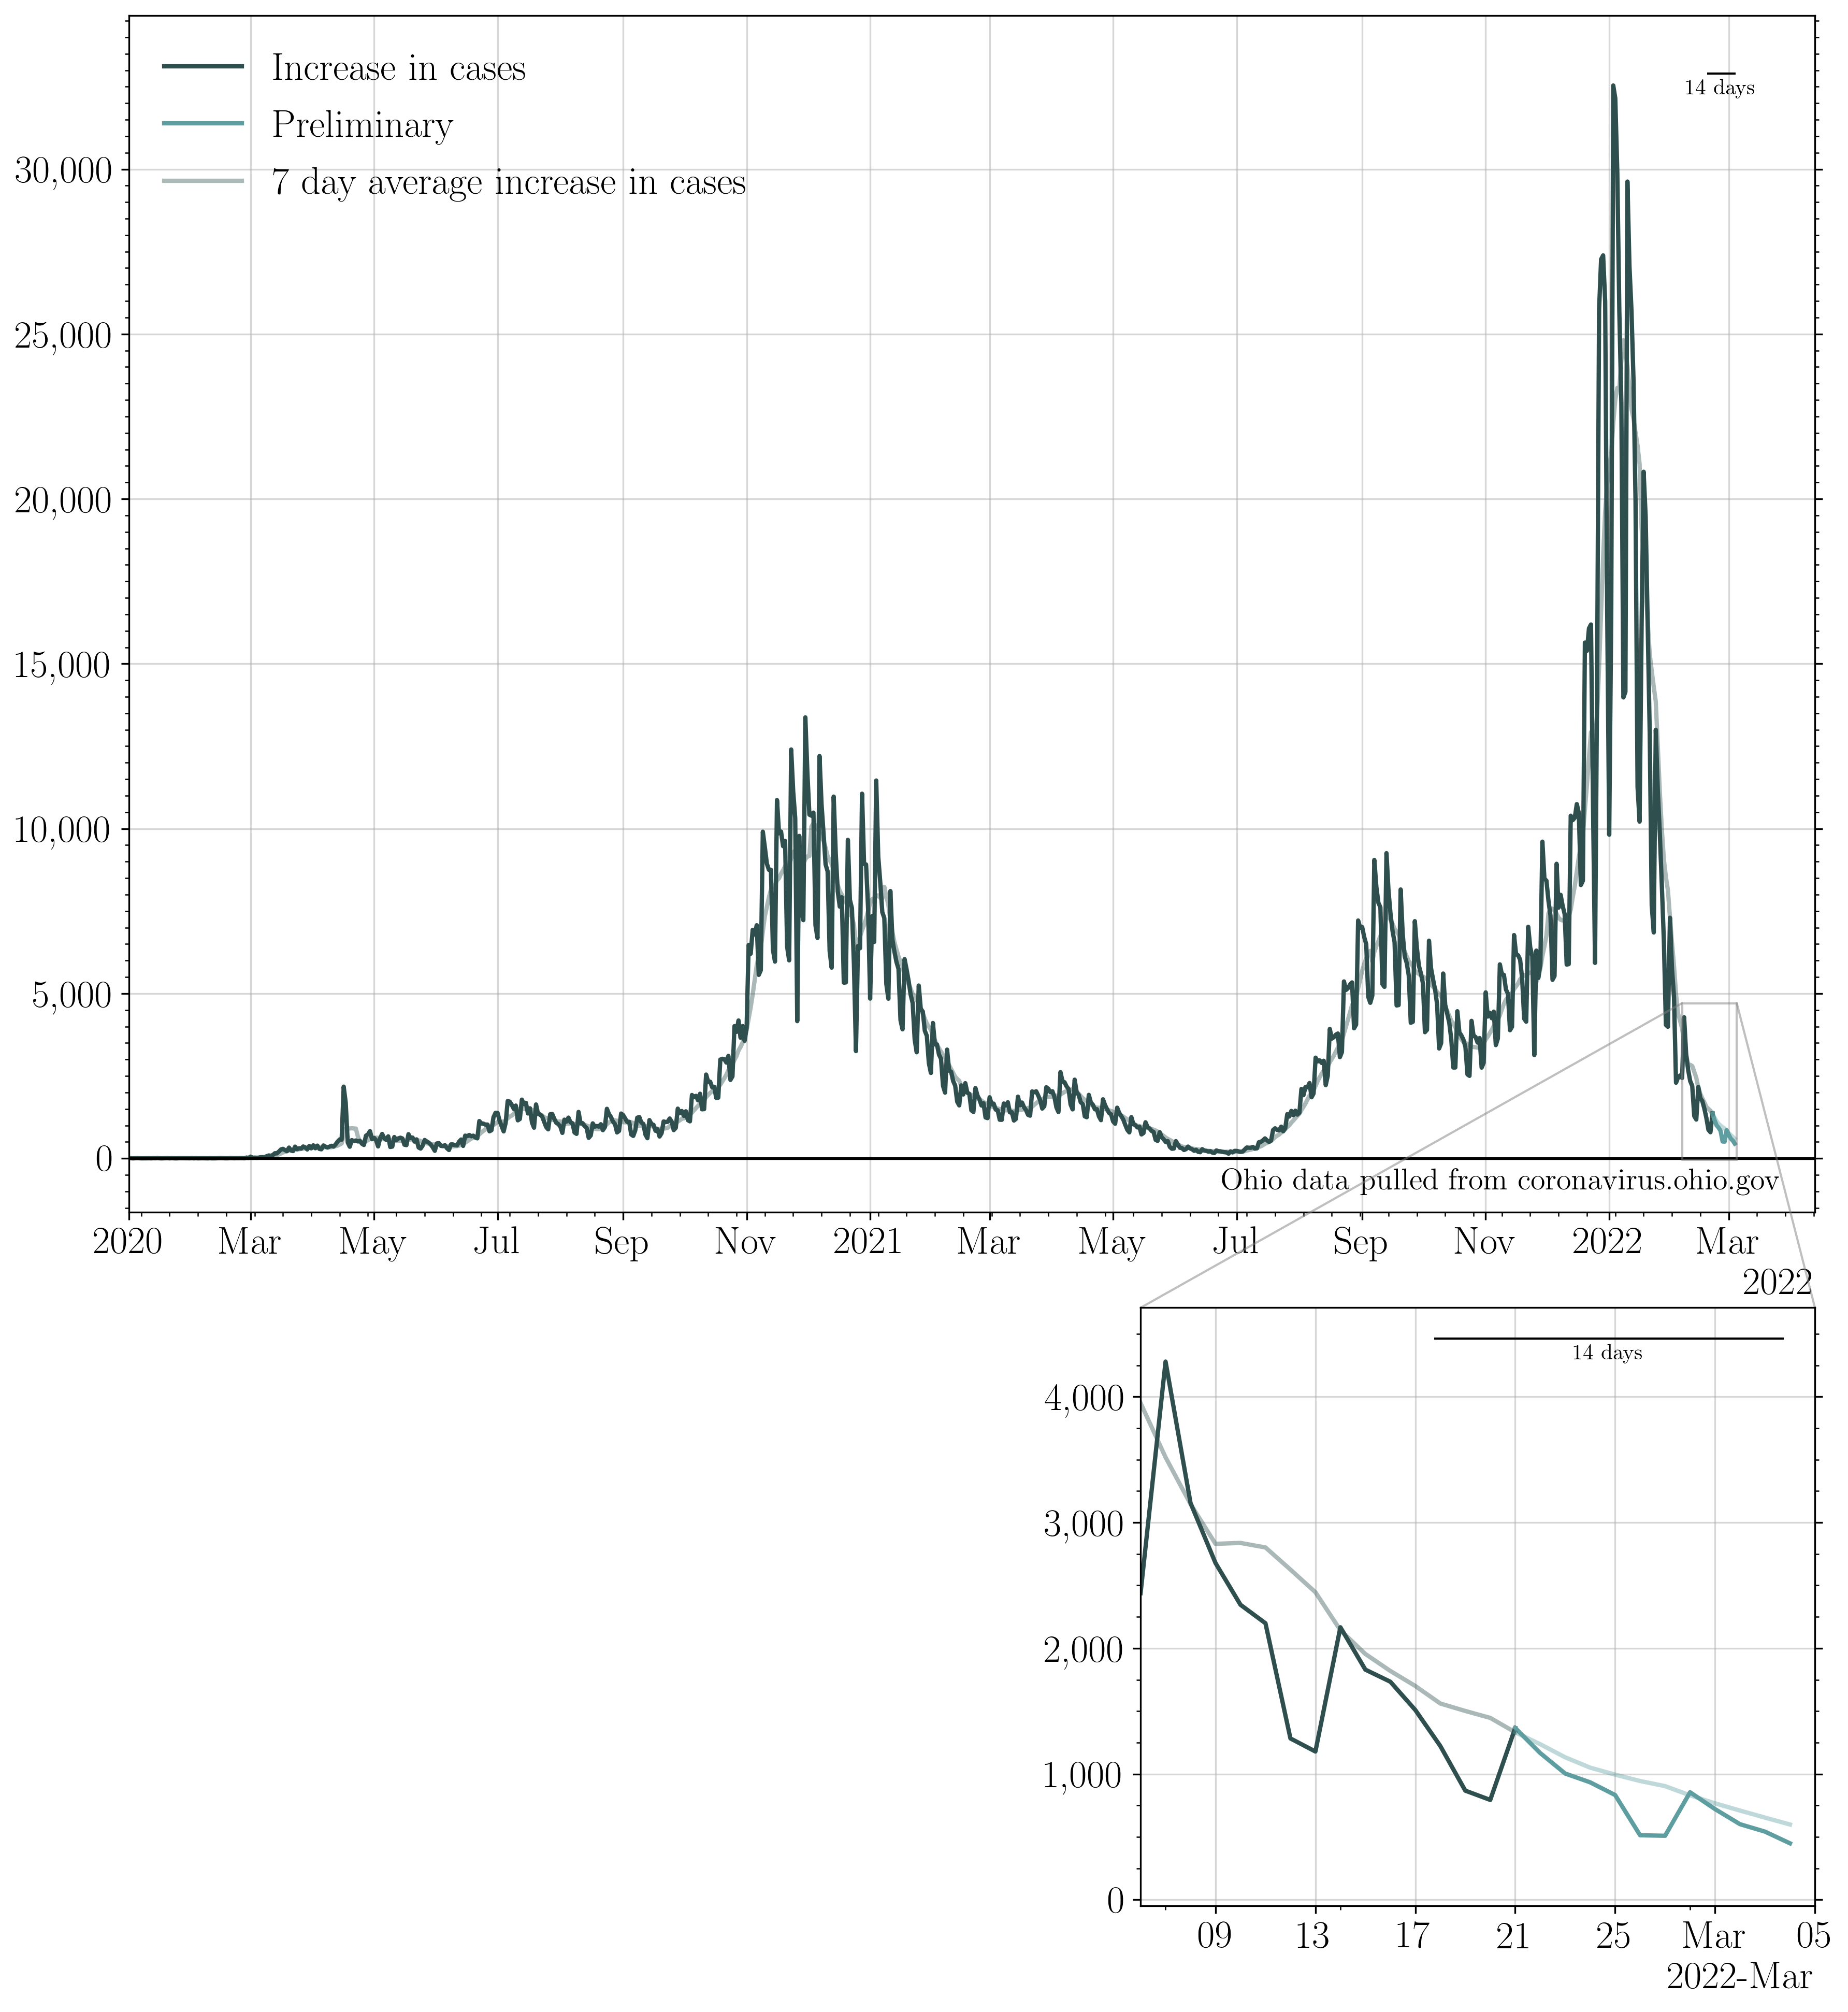 Increase in cases
Preliminary
7 day average increase in cases
14 days
30,000
25,000
20,000
15,000
10,000
5,000
0
Ohio data pulled from coronavirus.ohio.gov
2020 Mar May Jul Sep Nov 2021 Mar May Jul Sep Nov 2022 Mar
2022
14 days
4,000
3,000
2,000
1,000
0
09 13 17 21 25 Mar 05
2022-Mar